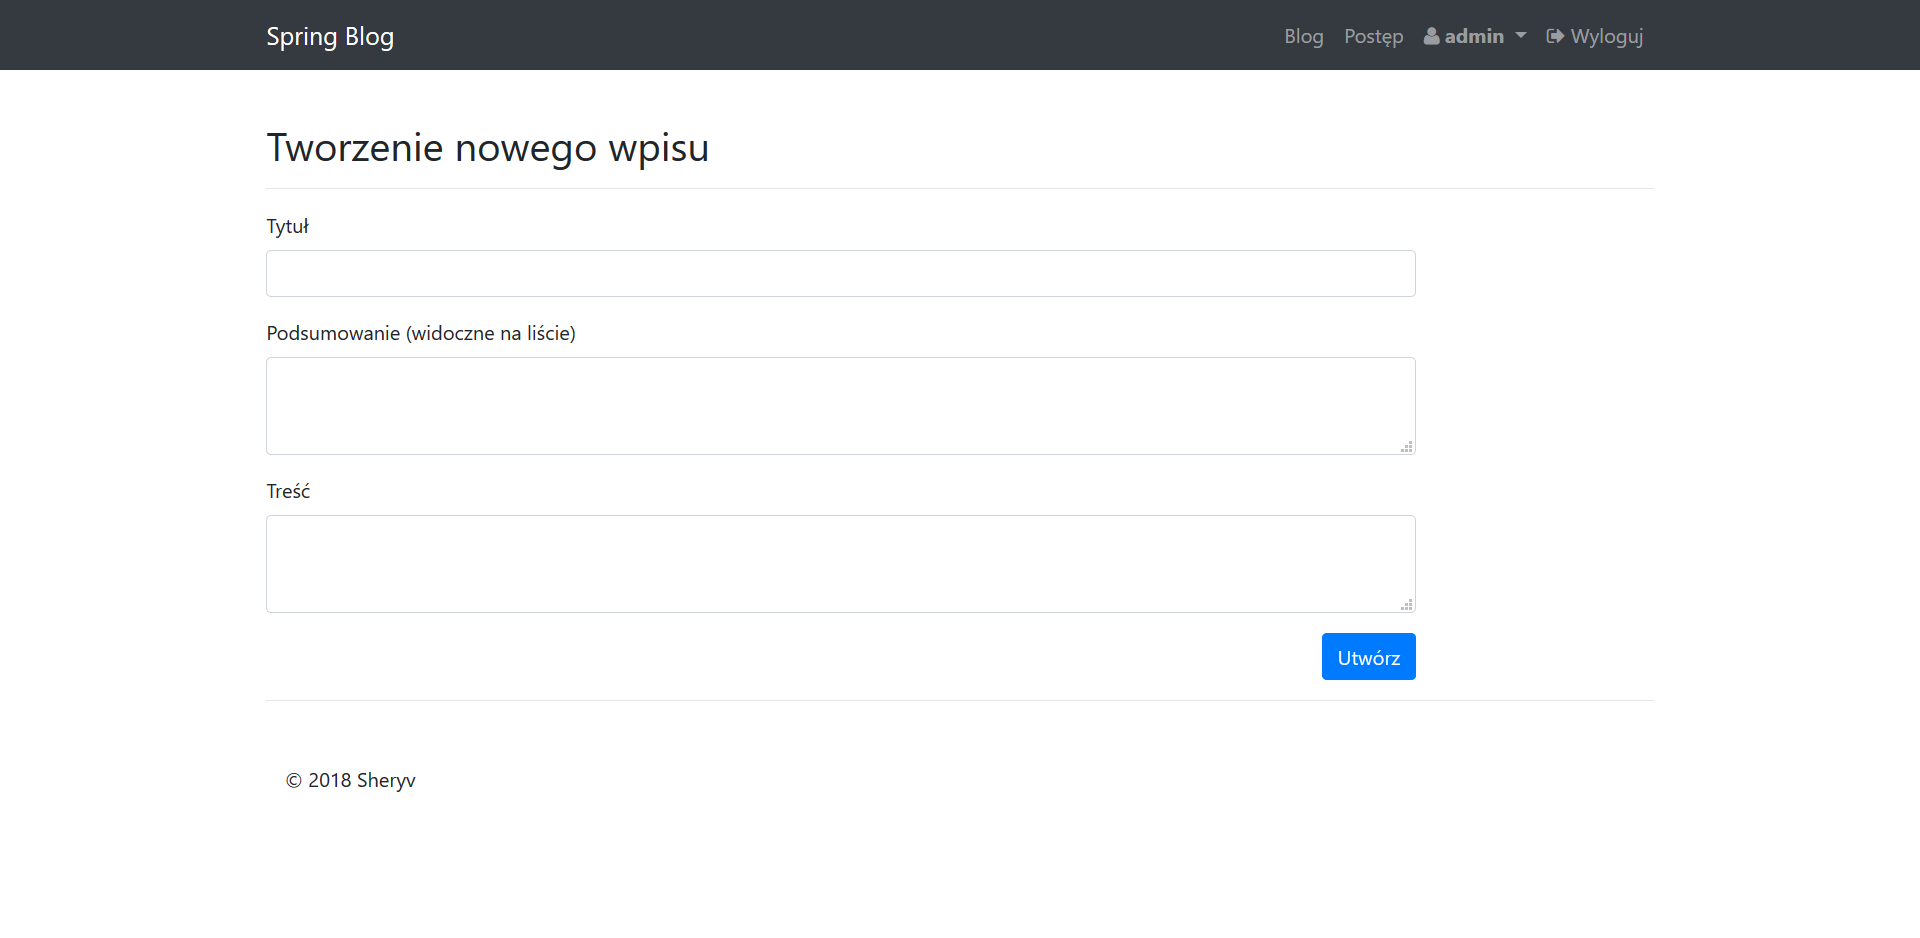 Spring Blog
Blog Postęp admin Wyloguj
Tworzenie nowego wpisu
Tytuł
Podsumowanie (widoczne na liście)
Treść
Utwórz
© 2018 Sheryv